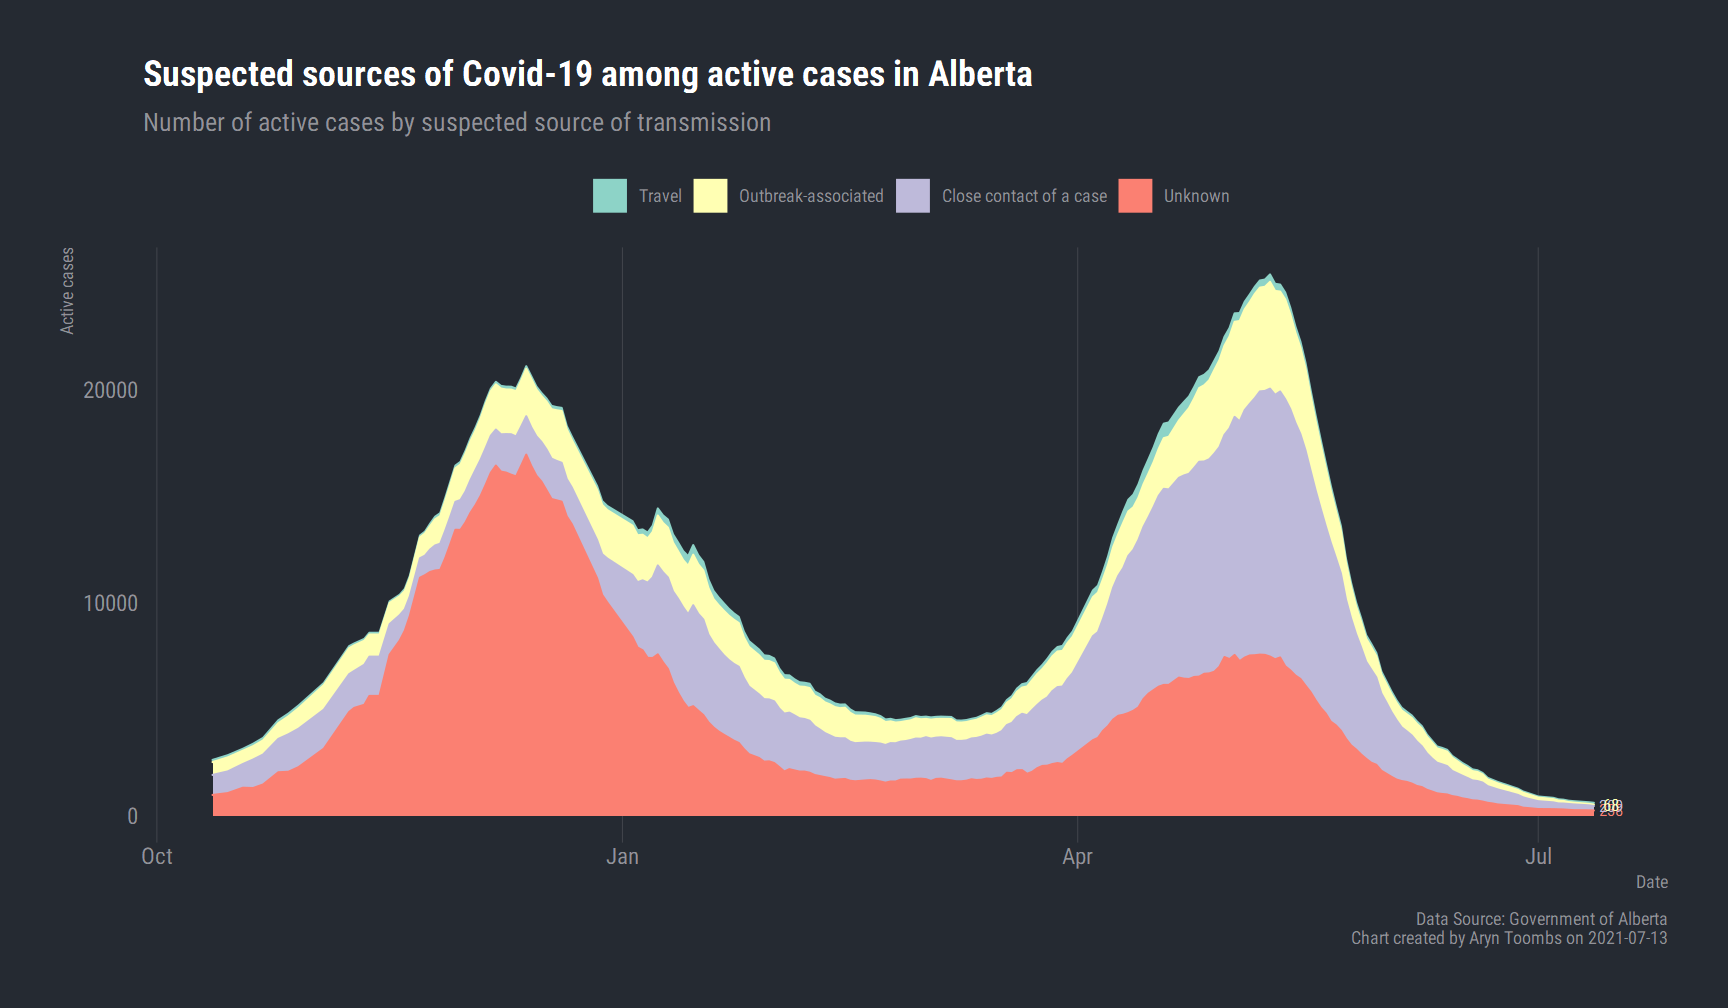 Suspected sources of Covid-19 among active cases in Alberta
Number of active cases by suspected source of transmission
Travel
Outbreak-associated
Close contact of a case
Unknown
Active cases
20000
10000
0
Oct
Jan
Apr
Jul
Date
Data Source: Government of Alberta
Chart created by Aryn Toombs on 2021-07-13